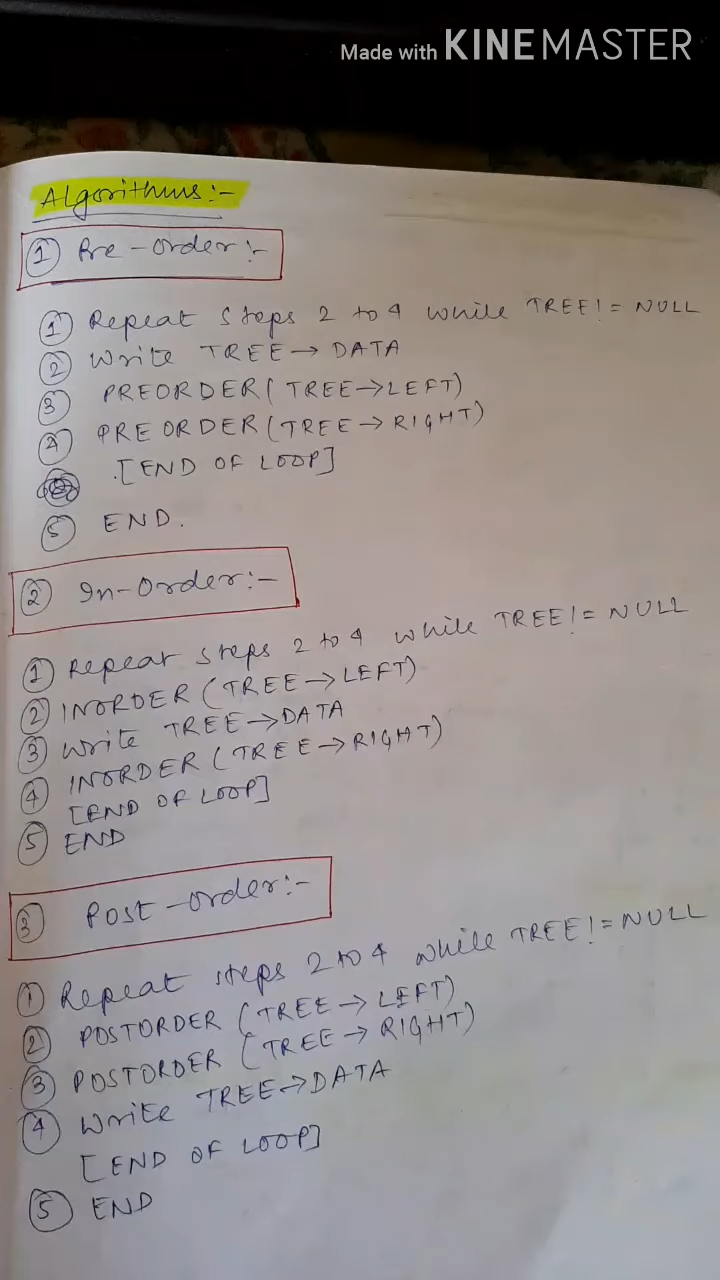 Made with KINEMASTER
Algorithms:-
① Pre-order:-
① Repeat steps 2 to 4 while TREE != NULL
② Write TREE → DATA
③ PREORDER(TREE→LEFT)
④ PREORDER(TREE→RIGHT)
[END OF LOOP]
⑤ END.
② In-Order:-
① Repeat steps 2 to 4 while TREE != NULL
② INORDER (TREE→LEFT)
③ Write TREE→DATA
④ INORDER (TREE→RIGHT)
[END OF LOOP]
⑤ END
③ Post-order:-
① Repeat steps 2 to 4 while TREE != NULL
② POSTORDER (TREE → LEFT)
③ POSTORDER (TREE → RIGHT)
④ Write TREE→DATA
[END OF LOOP]
⑤ END